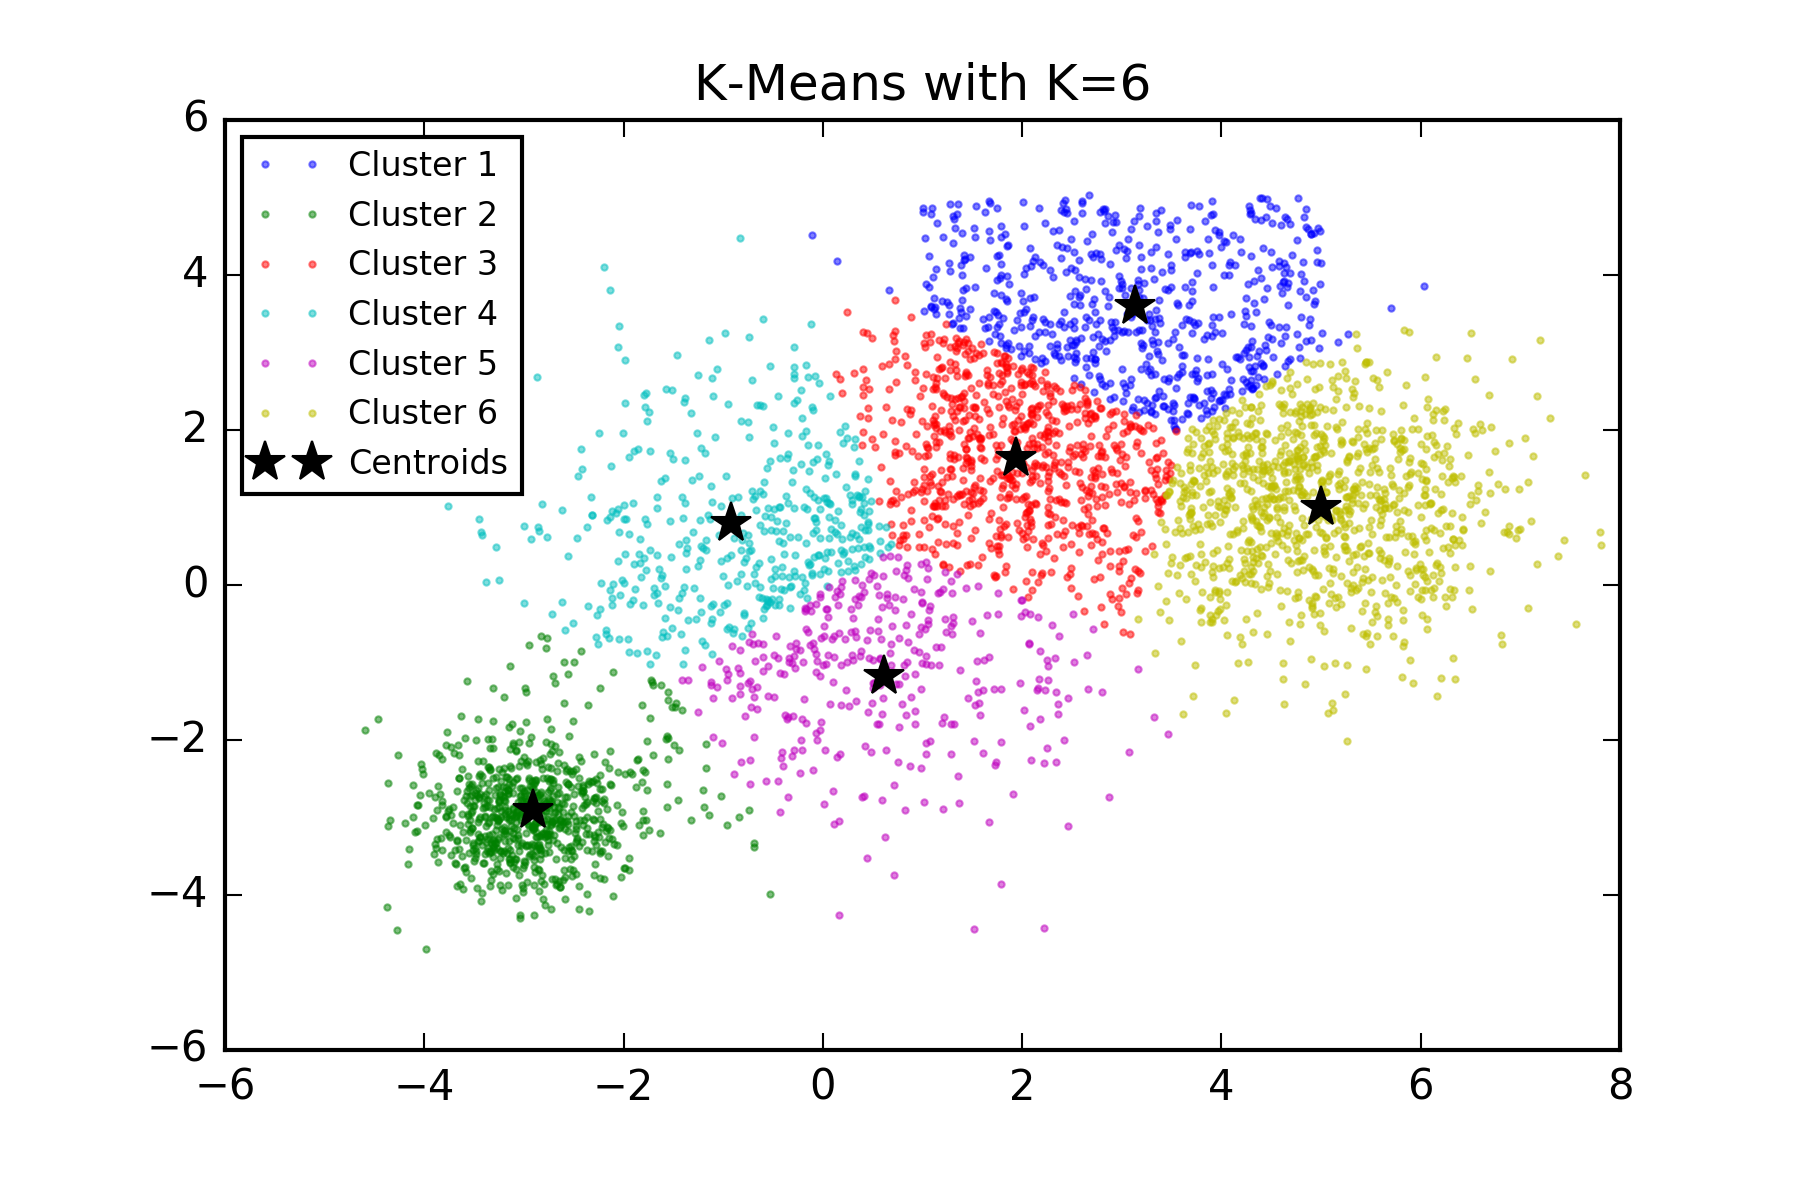 K-Means with K=6
6
4
2
0
−2
−4
−6
Cluster 1
Cluster 2
Cluster 3
Cluster 4
Cluster 5
Cluster 6
Centroids
−6 −4 −2 0 2 4 6 8